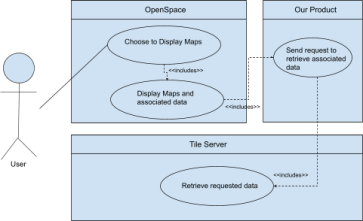 OpenSpace
Our Product
Choose to Display Maps
<<includes>>
Display Maps and
associated data
<<includes>>
Send request to
retrieve associated
data
User
Tile Server
<<includes>>
Retrieve requested data